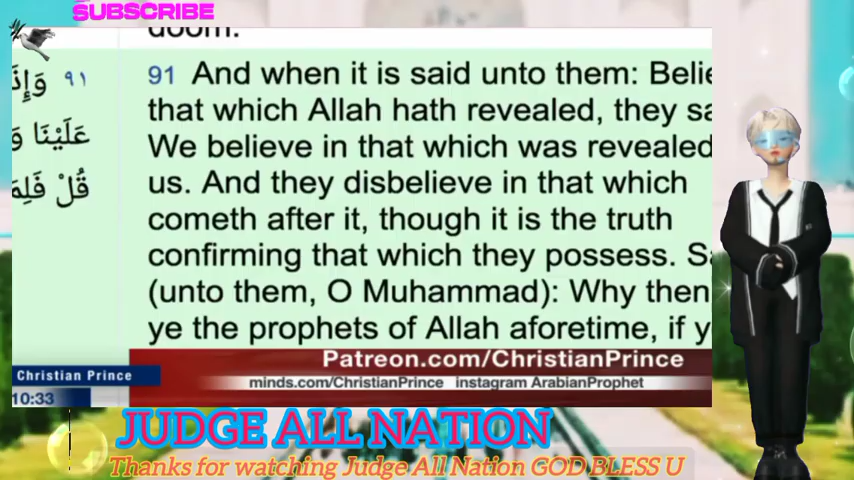 SUBSCRIBE
doom.
91 And when it is said unto them: Belie
that which Allah hath revealed, they sa
We believe in that which was revealed
us. And they disbelieve in that which
cometh after it, though it is the truth
confirming that which they possess. S
(unto them, O Muhammad): Why then
ye the prophets of Allah aforetime, if y
٩١ وَإِذَ
عَلَيْنَا وَ
قُلْ فَلِمَ
Patreon.com/ChristianPrince
Christian Prince
minds.com/ChristianPrince instagram ArabianProphet
10:33
JUDGE ALL NATION
Thanks for watching Judge All Nation GOD BLESS U